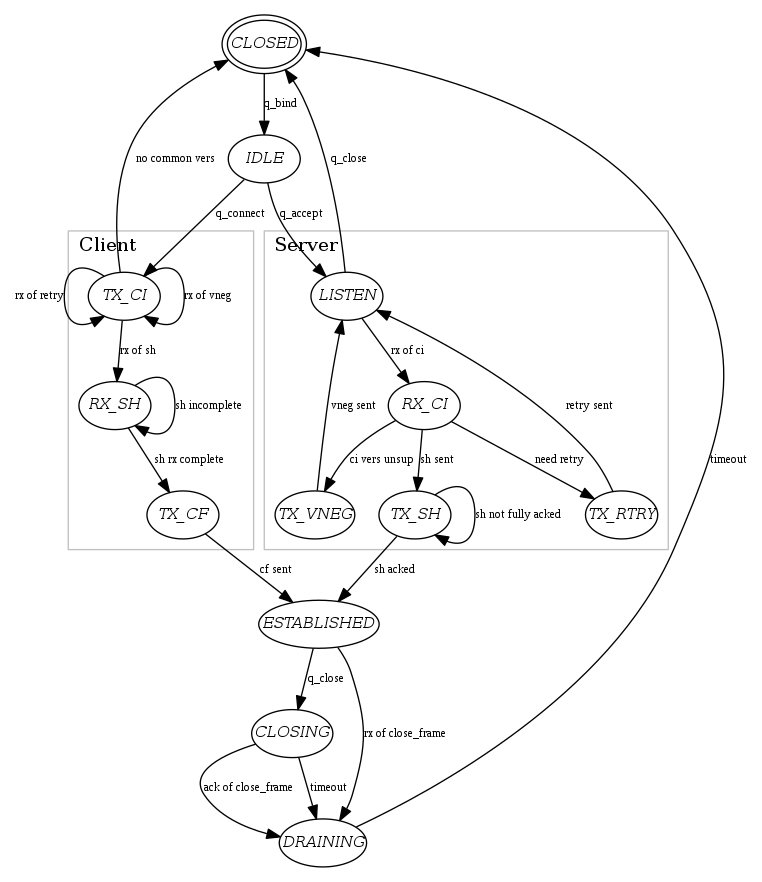 CLOSED
q_bind
IDLE
no common vers
q_close
q_connect
q_accept
Client
Server
rx of retry
TX_CI
rx of vneg
LISTEN
rx of sh
rx of ci
RX_SH
sh incomplete
vneg sent
RX_CI
retry sent
sh rx complete
ci vers unsup
sh sent
need retry
timeout
TX_CF
TX_VNEG
TX_SH
sh not fully acked
TX_RTRY
cf sent
sh acked
ESTABLISHED
q_close
CLOSING
rx of close_frame
ack of close_frame
timeout
DRAINING